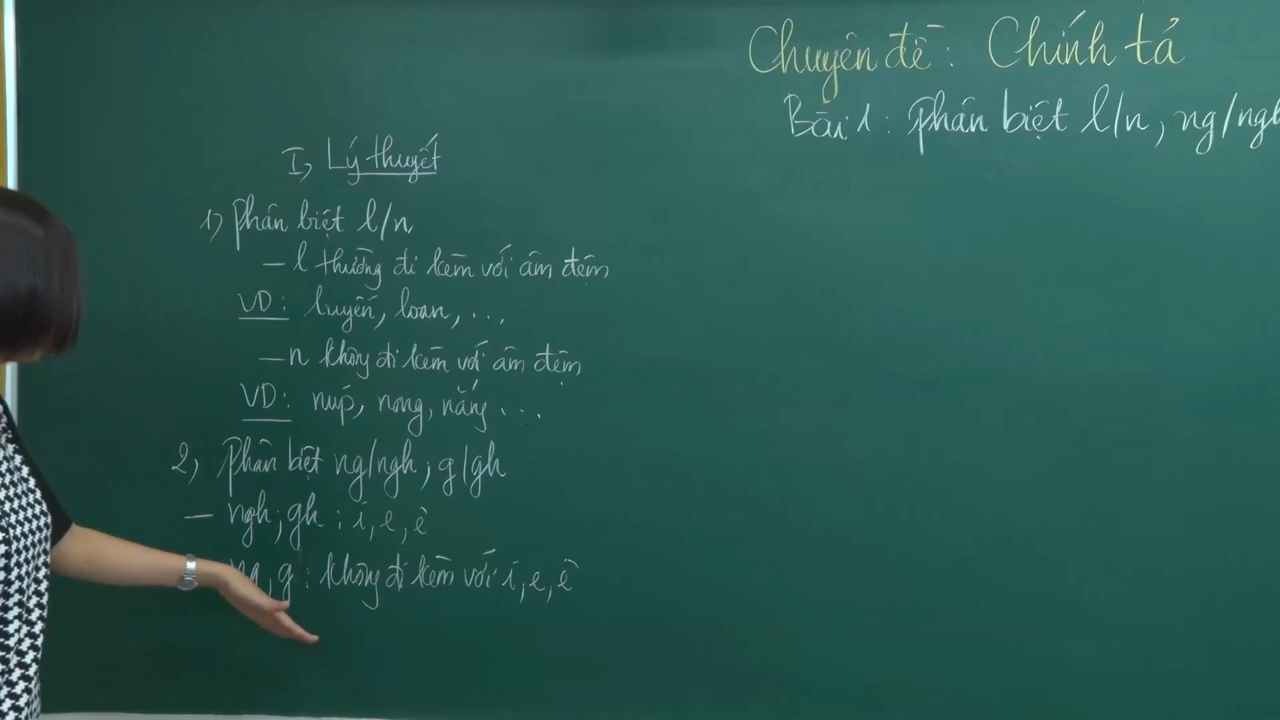 Chuyên đề : Chính tả
Bài 1 : Phân biệt l/n, ng/ngh
I, Lý thuyết
1) Phân biệt l/n
– l thường đi kèm với âm đệm
VD : luyến, loan, ...
– n không đi kèm với âm đệm
VD : núp, nong, nắng ...
2, Phân biệt ng/ngh, g/gh
– ngh, gh : i, e, ê
ng, g : không đi kèm với i, e, ê